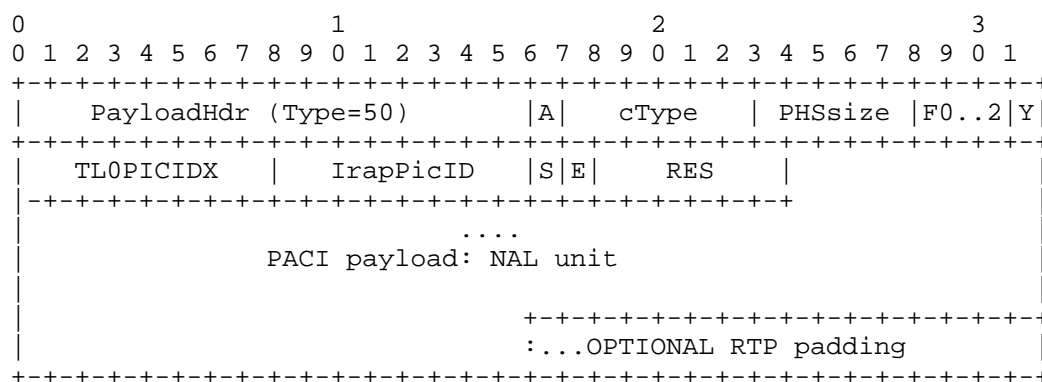 0                   1                   2                   3
0 1 2 3 4 5 6 7 8 9 0 1 2 3 4 5 6 7 8 9 0 1 2 3 4 5 6 7 8 9 0 1
+-+-+-+-+-+-+-+-+-+-+-+-+-+-+-+-+-+-+-+-+-+-+-+-+-+-+-+-+-+-+-+-+
|    PayloadHdr (Type=50)       |A|   cType   | PHSsize |F0..2|Y|
+-+-+-+-+-+-+-+-+-+-+-+-+-+-+-+-+-+-+-+-+-+-+-+-+-+-+-+-+-+-+-+-+
|   TL0PICIDX   |   IrapPicID   |S|E|    RES    |               |
|-+-+-+-+-+-+-+-+-+-+-+-+-+-+-+-+-+-+-+-+-+-+-+-+               |
|                           ....                                |
|               PACI payload: NAL unit                          |
|                                                               |
|                               +-+-+-+-+-+-+-+-+-+-+-+-+-+-+-+-+
|                               :...OPTIONAL RTP padding        |
+-+-+-+-+-+-+-+-+-+-+-+-+-+-+-+-+-+-+-+-+-+-+-+-+-+-+-+-+-+-+-+-+